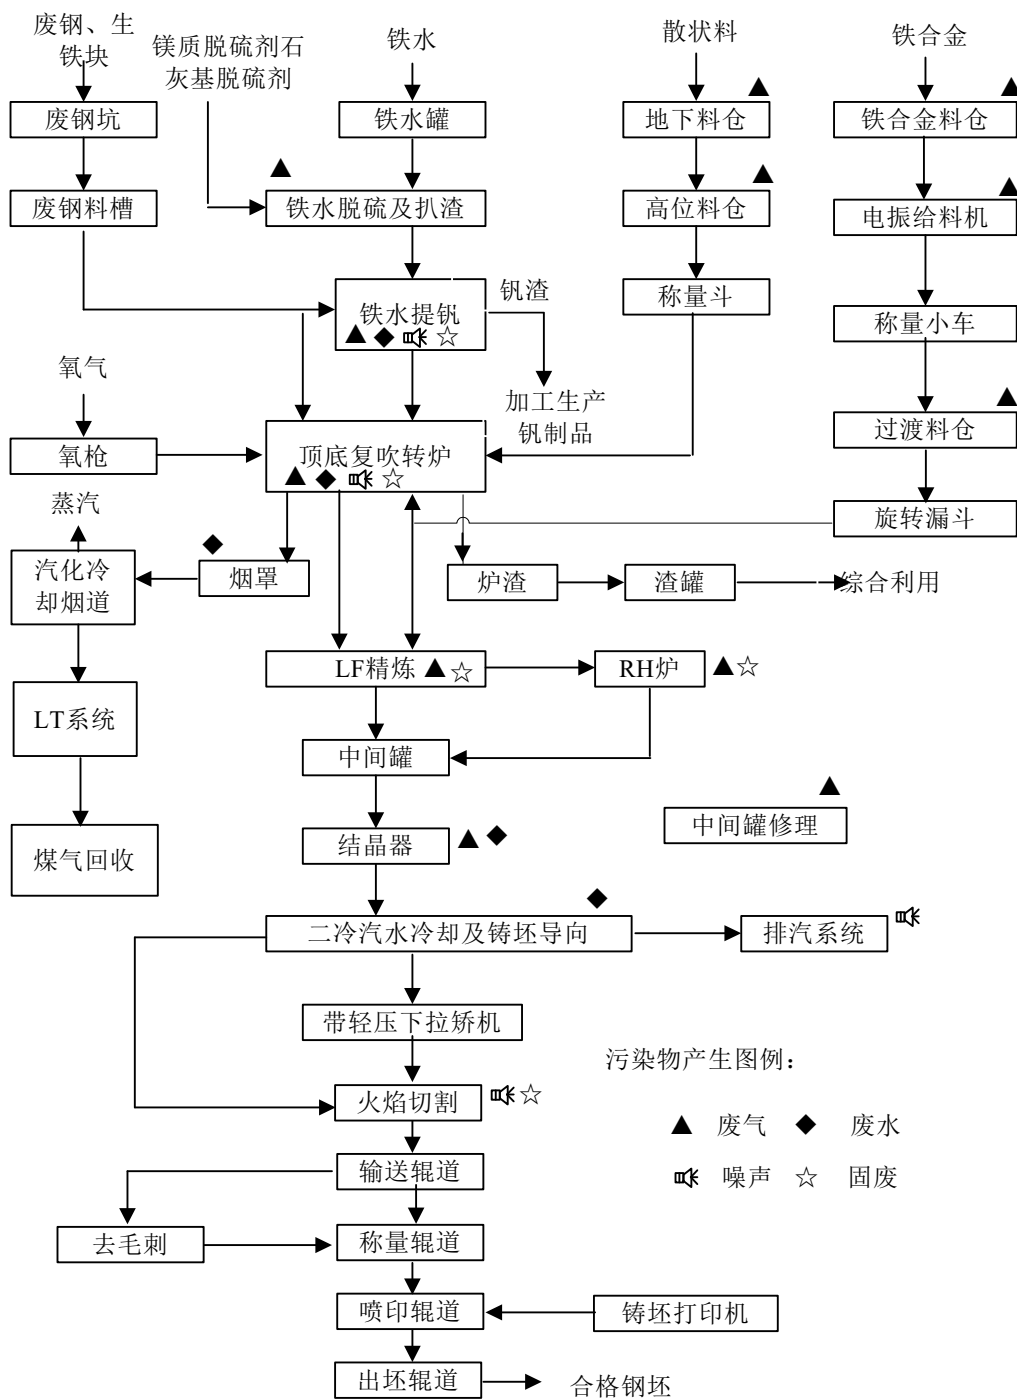 废钢、生
铁块
镁质脱硫剂石
灰基脱硫剂
铁水
散状料
铁合金
废钢坑
铁水罐
地下料仓
铁合金料仓
废钢料槽
铁水脱硫及扒渣
高位料仓
电振给料机
铁水提钒
钒渣
称量斗
称量小车
氧气
加工生产
钒制品
氧枪
顶底复吹转炉
过渡料仓
蒸汽
旋转漏斗
汽化冷
却烟道
烟罩
炉渣
渣罐
综合利用
LF精炼
RH炉
LT系统
中间罐
中间罐修理
煤气回收
结晶器
二冷汽水冷却及铸坯导向
排汽系统
带轻压下拉矫机
污染物产生图例：
火焰切割
废气
废水
输送辊道
噪声
固废
去毛刺
称量辊道
喷印辊道
铸坯打印机
出坯辊道
合格钢坯